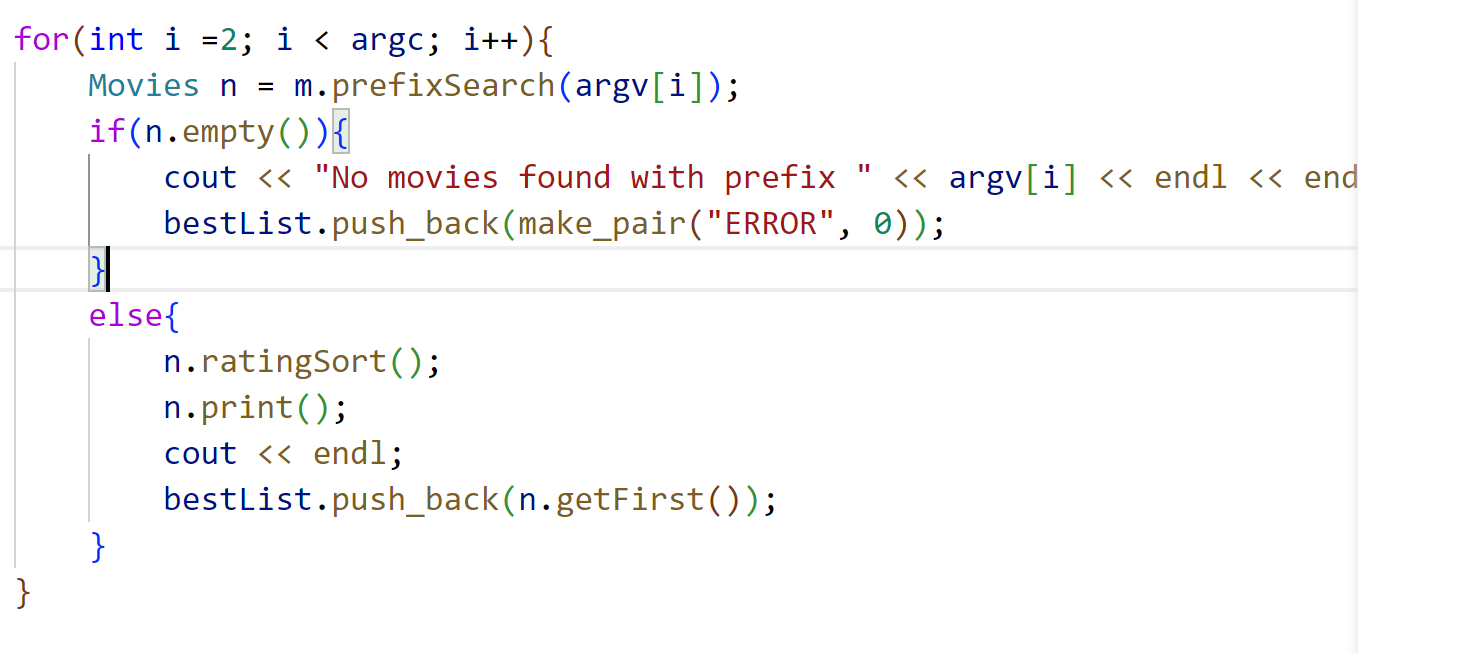 for(int i =2; i < argc; i++){
Movies n = m.prefixSearch(argv[i]);
if(n.empty()){
cout << "No movies found with prefix " << argv[i] << endl << end
bestList.push_back(make_pair("ERROR", 0));
}
else{
n.ratingSort();
n.print();
cout << endl;
bestList.push_back(n.getFirst());
}
}